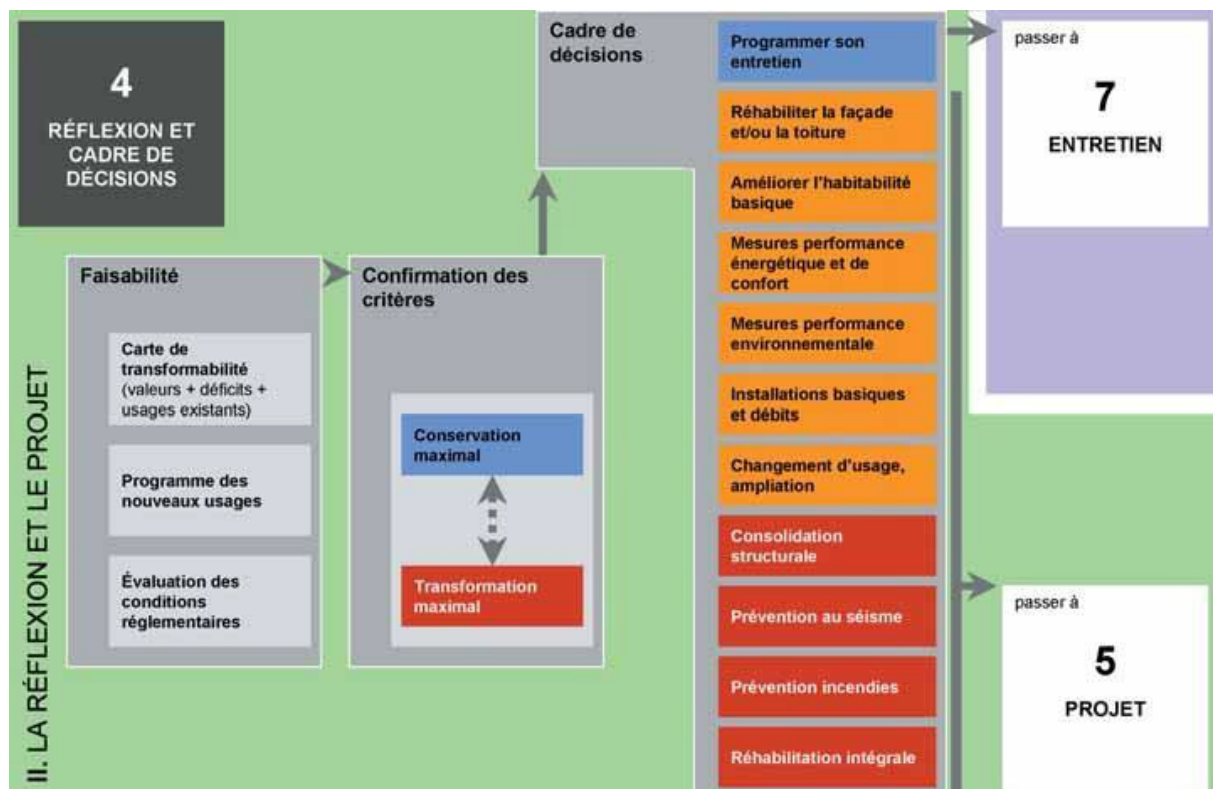 4
RÉFLEXION ET
CADRE DE
DÉCISIONS
II. LA RÉFLEXION ET LE PROJET
Faisabilité
Carte de
transformabilité
(valeurs + déficits +
usages existants)
Programme des
nouveaux usages
Évaluation des
conditions
réglementaires
Confirmation des
critères
Conservation
maximal
Transformation
maximal
Cadre de
décisions
Programmer son
entretien
Réhabiliter la façade
et/ou la toiture
Améliorer l'habitabilité
basique
Mesures performance
énergétique et de
confort
Mesures performance
environnementale
Installations basiques
et débits
Changement d'usage,
ampliation
Consolidation
structurale
Prévention au séisme
Prévention incendies
Réhabilitation intégrale
passer à
7
ENTRETIEN
passer à
5
PROJET